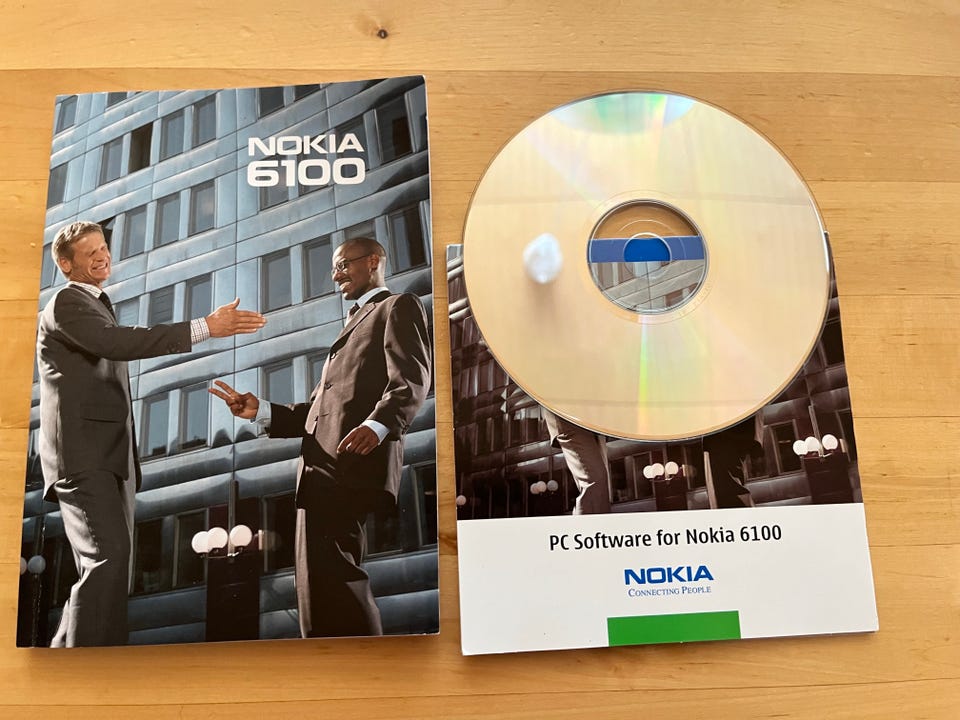 NOKIA
6100
PC Software for Nokia 6100
NOKIA
CONNECTING PEOPLE